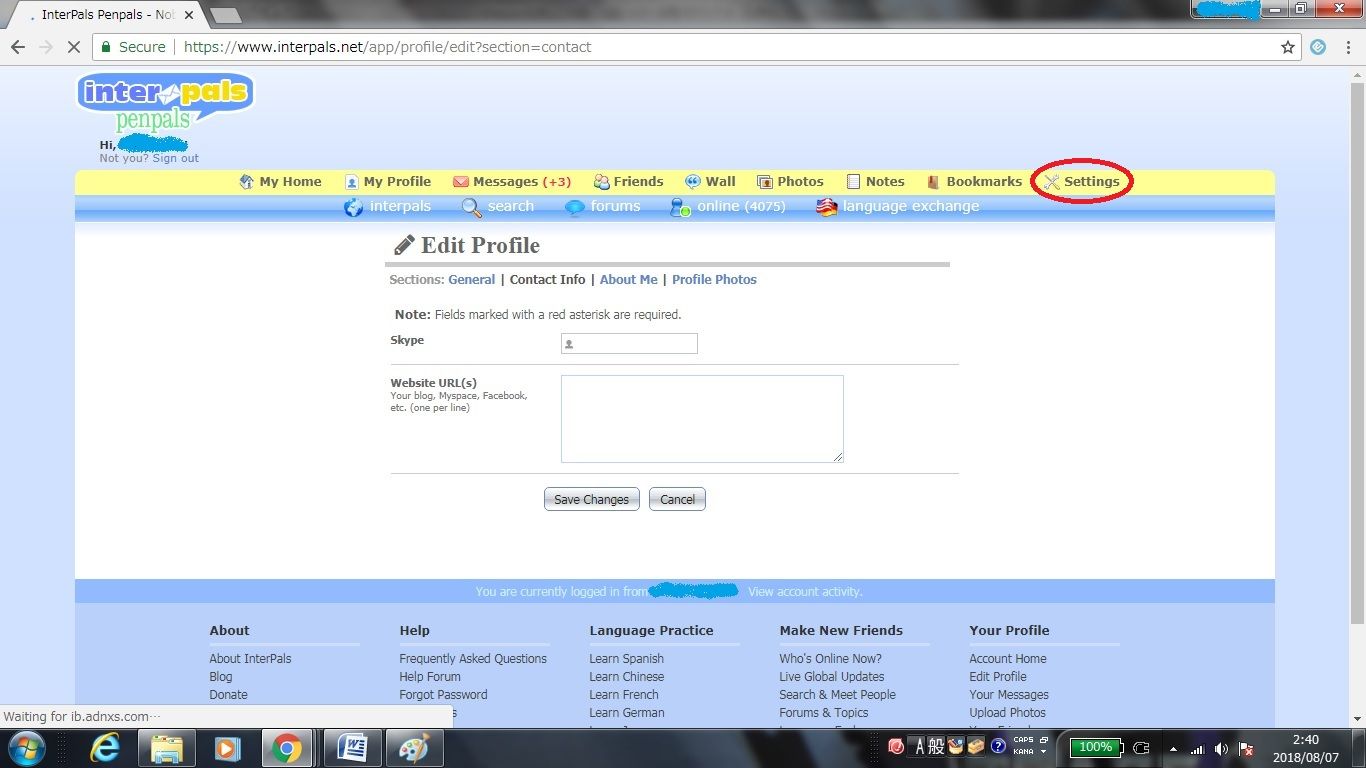 InterPals Penpals - Not
Secure https://www.interpals.net/app/profile/edit?section=contact
inter pals
penpals
Hi,
Not you? Sign out
My Home My Profile Messages (+3) Friends Wall Photos Notes Bookmarks Settings
interpals search forums online (4075) language exchange
Edit Profile
Sections: General | Contact Info | About Me | Profile Photos
Note: Fields marked with a red asterisk are required.
Skype
Website URL(s)
Your blog, Myspace, Facebook,
etc. (one per line)
Save Changes Cancel
You are currently logged in from View account activity.
About Help Language Practice Make New Friends Your Profile
About InterPals Frequently Asked Questions Learn Spanish Who's Online Now? Account Home
Blog Help Forum Learn Chinese Live Global Updates Edit Profile
Donate Forgot Password Learn French Search & Meet People Your Messages
Learn German Forums & Topics Upload Photos
Waiting for ib.adnxs.com…
A 般 CAPS
KANA
100%
2:40
2018/08/07